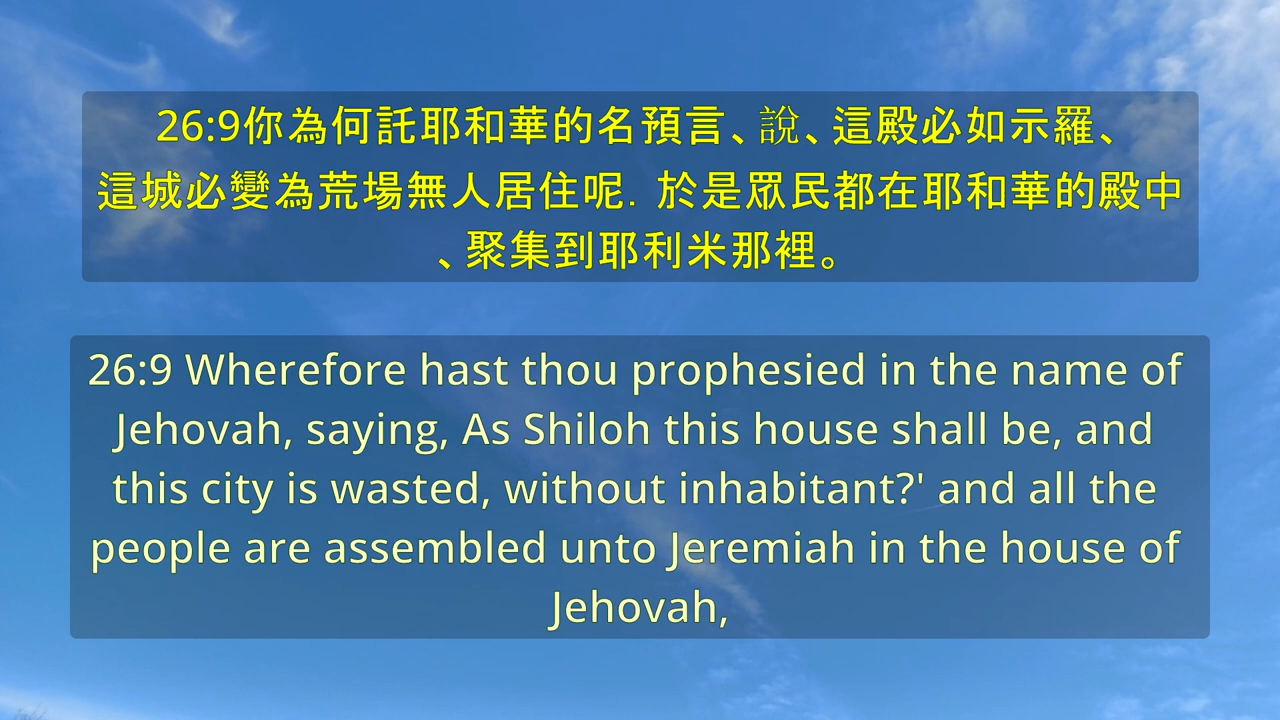 26:9你為何託耶和華的名預言、說、這殿必如示羅、
這城必變為荒場無人居住呢．於是眾民都在耶和華的殿中
、聚集到耶利米那裡。
26:9 Wherefore hast thou prophesied in the name of
Jehovah, saying, As Shiloh this house shall be, and
this city is wasted, without inhabitant?' and all the
people are assembled unto Jeremiah in the house of
Jehovah,